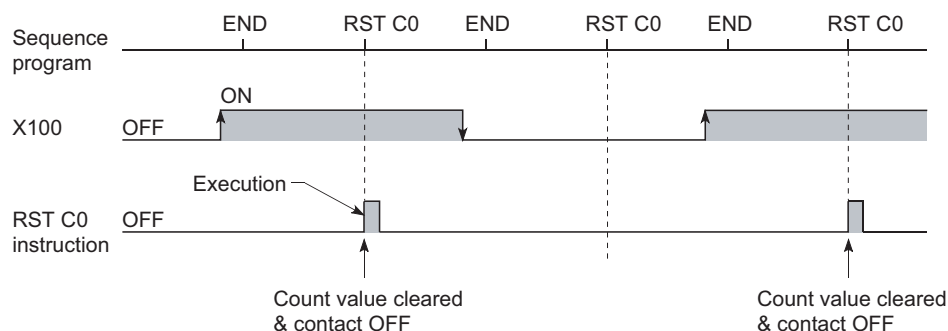 END RST C0 END RST C0 END RST C0
Sequence
program
ON
X100 OFF
Execution
RST C0 OFF
instruction
Count value cleared
& contact OFF
Count value cleared
& contact OFF